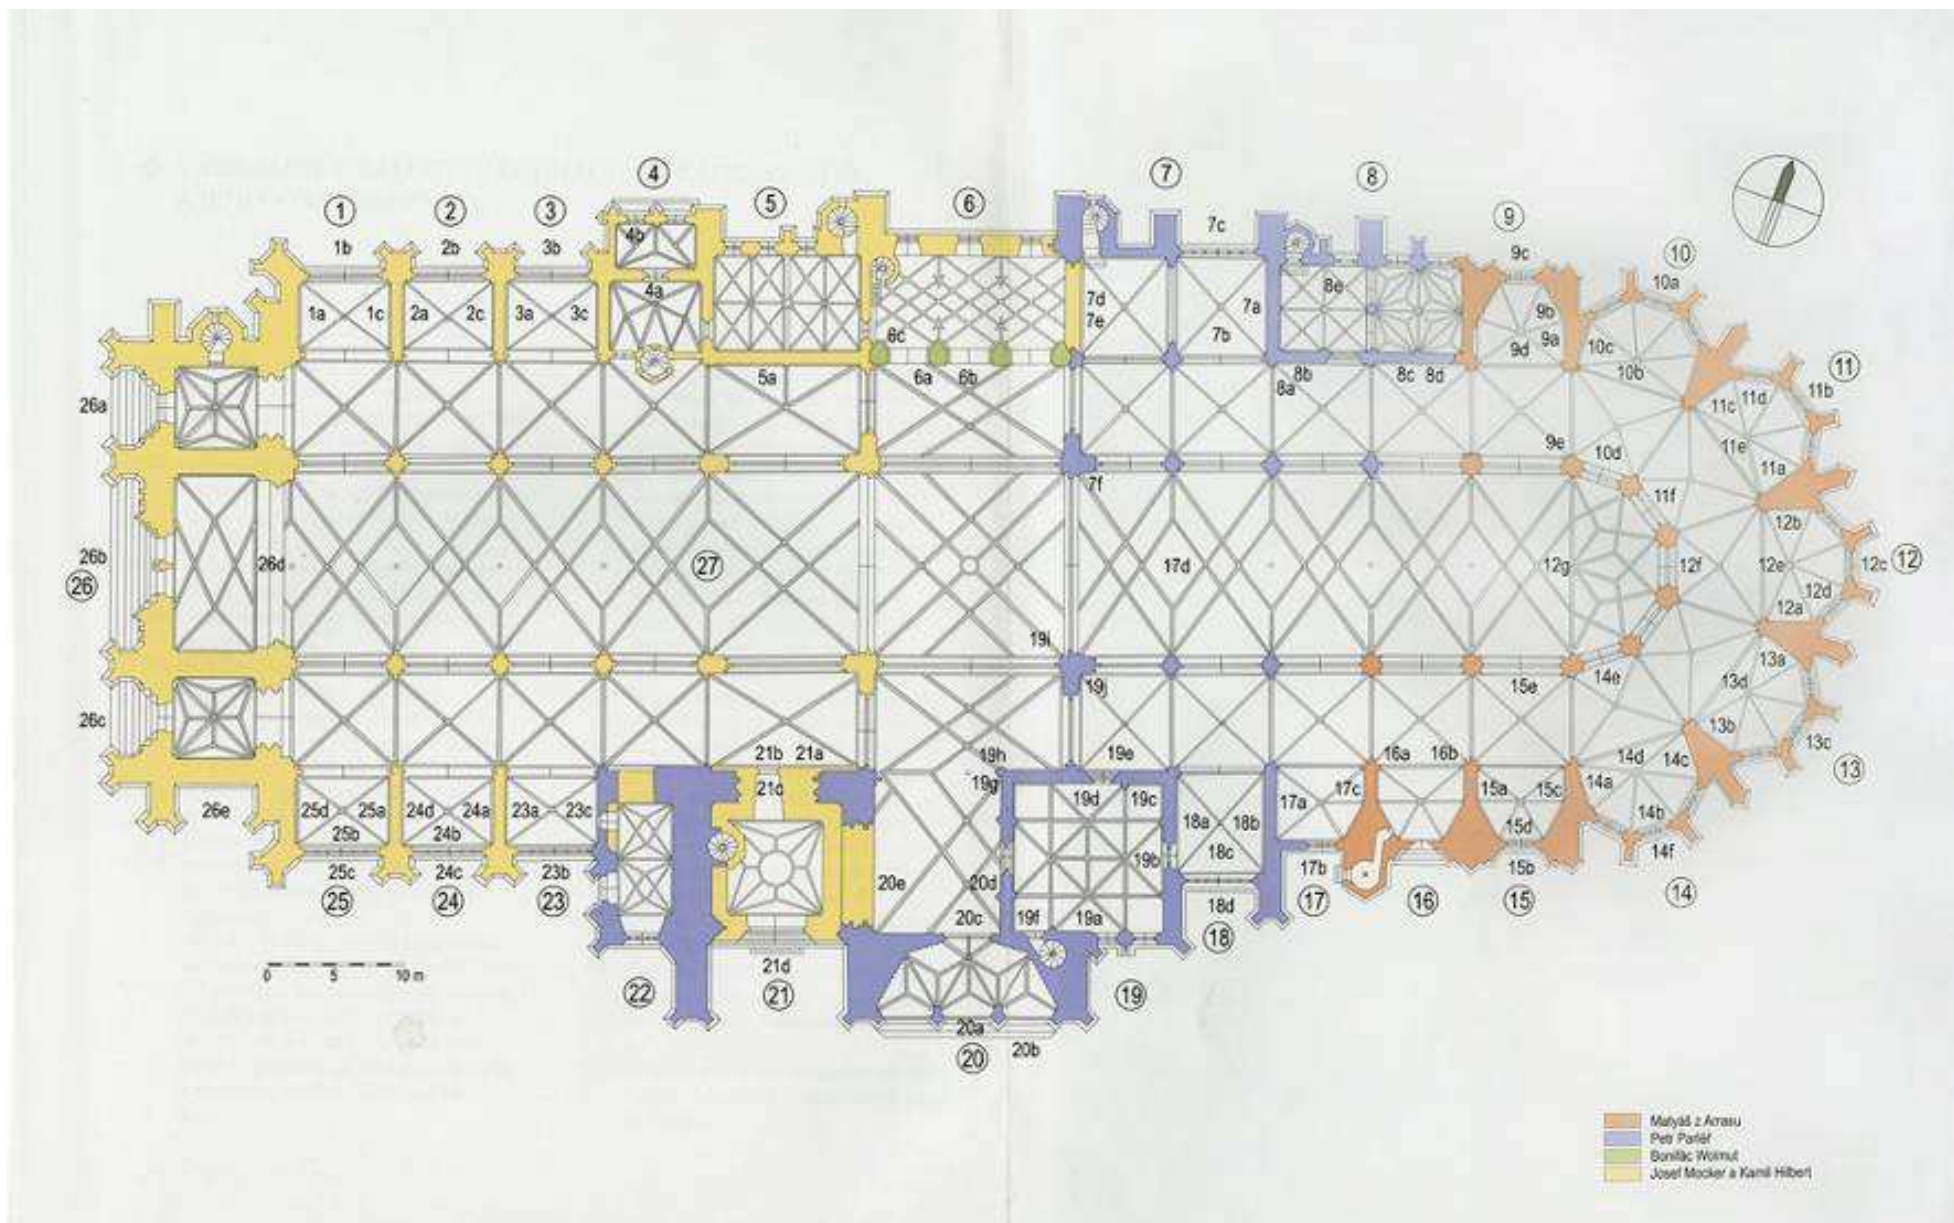 4
7
8
1
2
3
5
6
9
1b
2b
3b
4b
7c
9c
10
10a
4a
8e
7d
7a
1a
1c
2a
2c
3a
3c
7e
9b
6c
7b
9a
10c
9d
10b
11
11b
11d
5a
6a
6b
8b
8a
8c
8d
26a
11c
9e
10d
11e
11a
7f
11f
12b
26b
26
26d
27
17d
12g
12f
12e
12c
12
12d
12a
19i
14e
13a
15e
19j
13d
26c
13b
13c
21b
21a
19h
19e
16a
16b
14d
14c
13
19g
21c
19d
19c
17a
17c
15a
15c
14a
26e
25d
25a
24d
24a
23a
23c
18a
18b
14b
25b
24b
15d
14f
25c
24c
23b
18c
19b
17b
15b
25
24
23
20e
20d
17
16
15
14
20c
19f
19a
18d
18
0
5
10 m
21d
22
21
19
20a
20
20b
Matyáš z Arrasu
Petr Parléř
Bonifác Wolmut
Josef Mocker a Kamil Hilbert